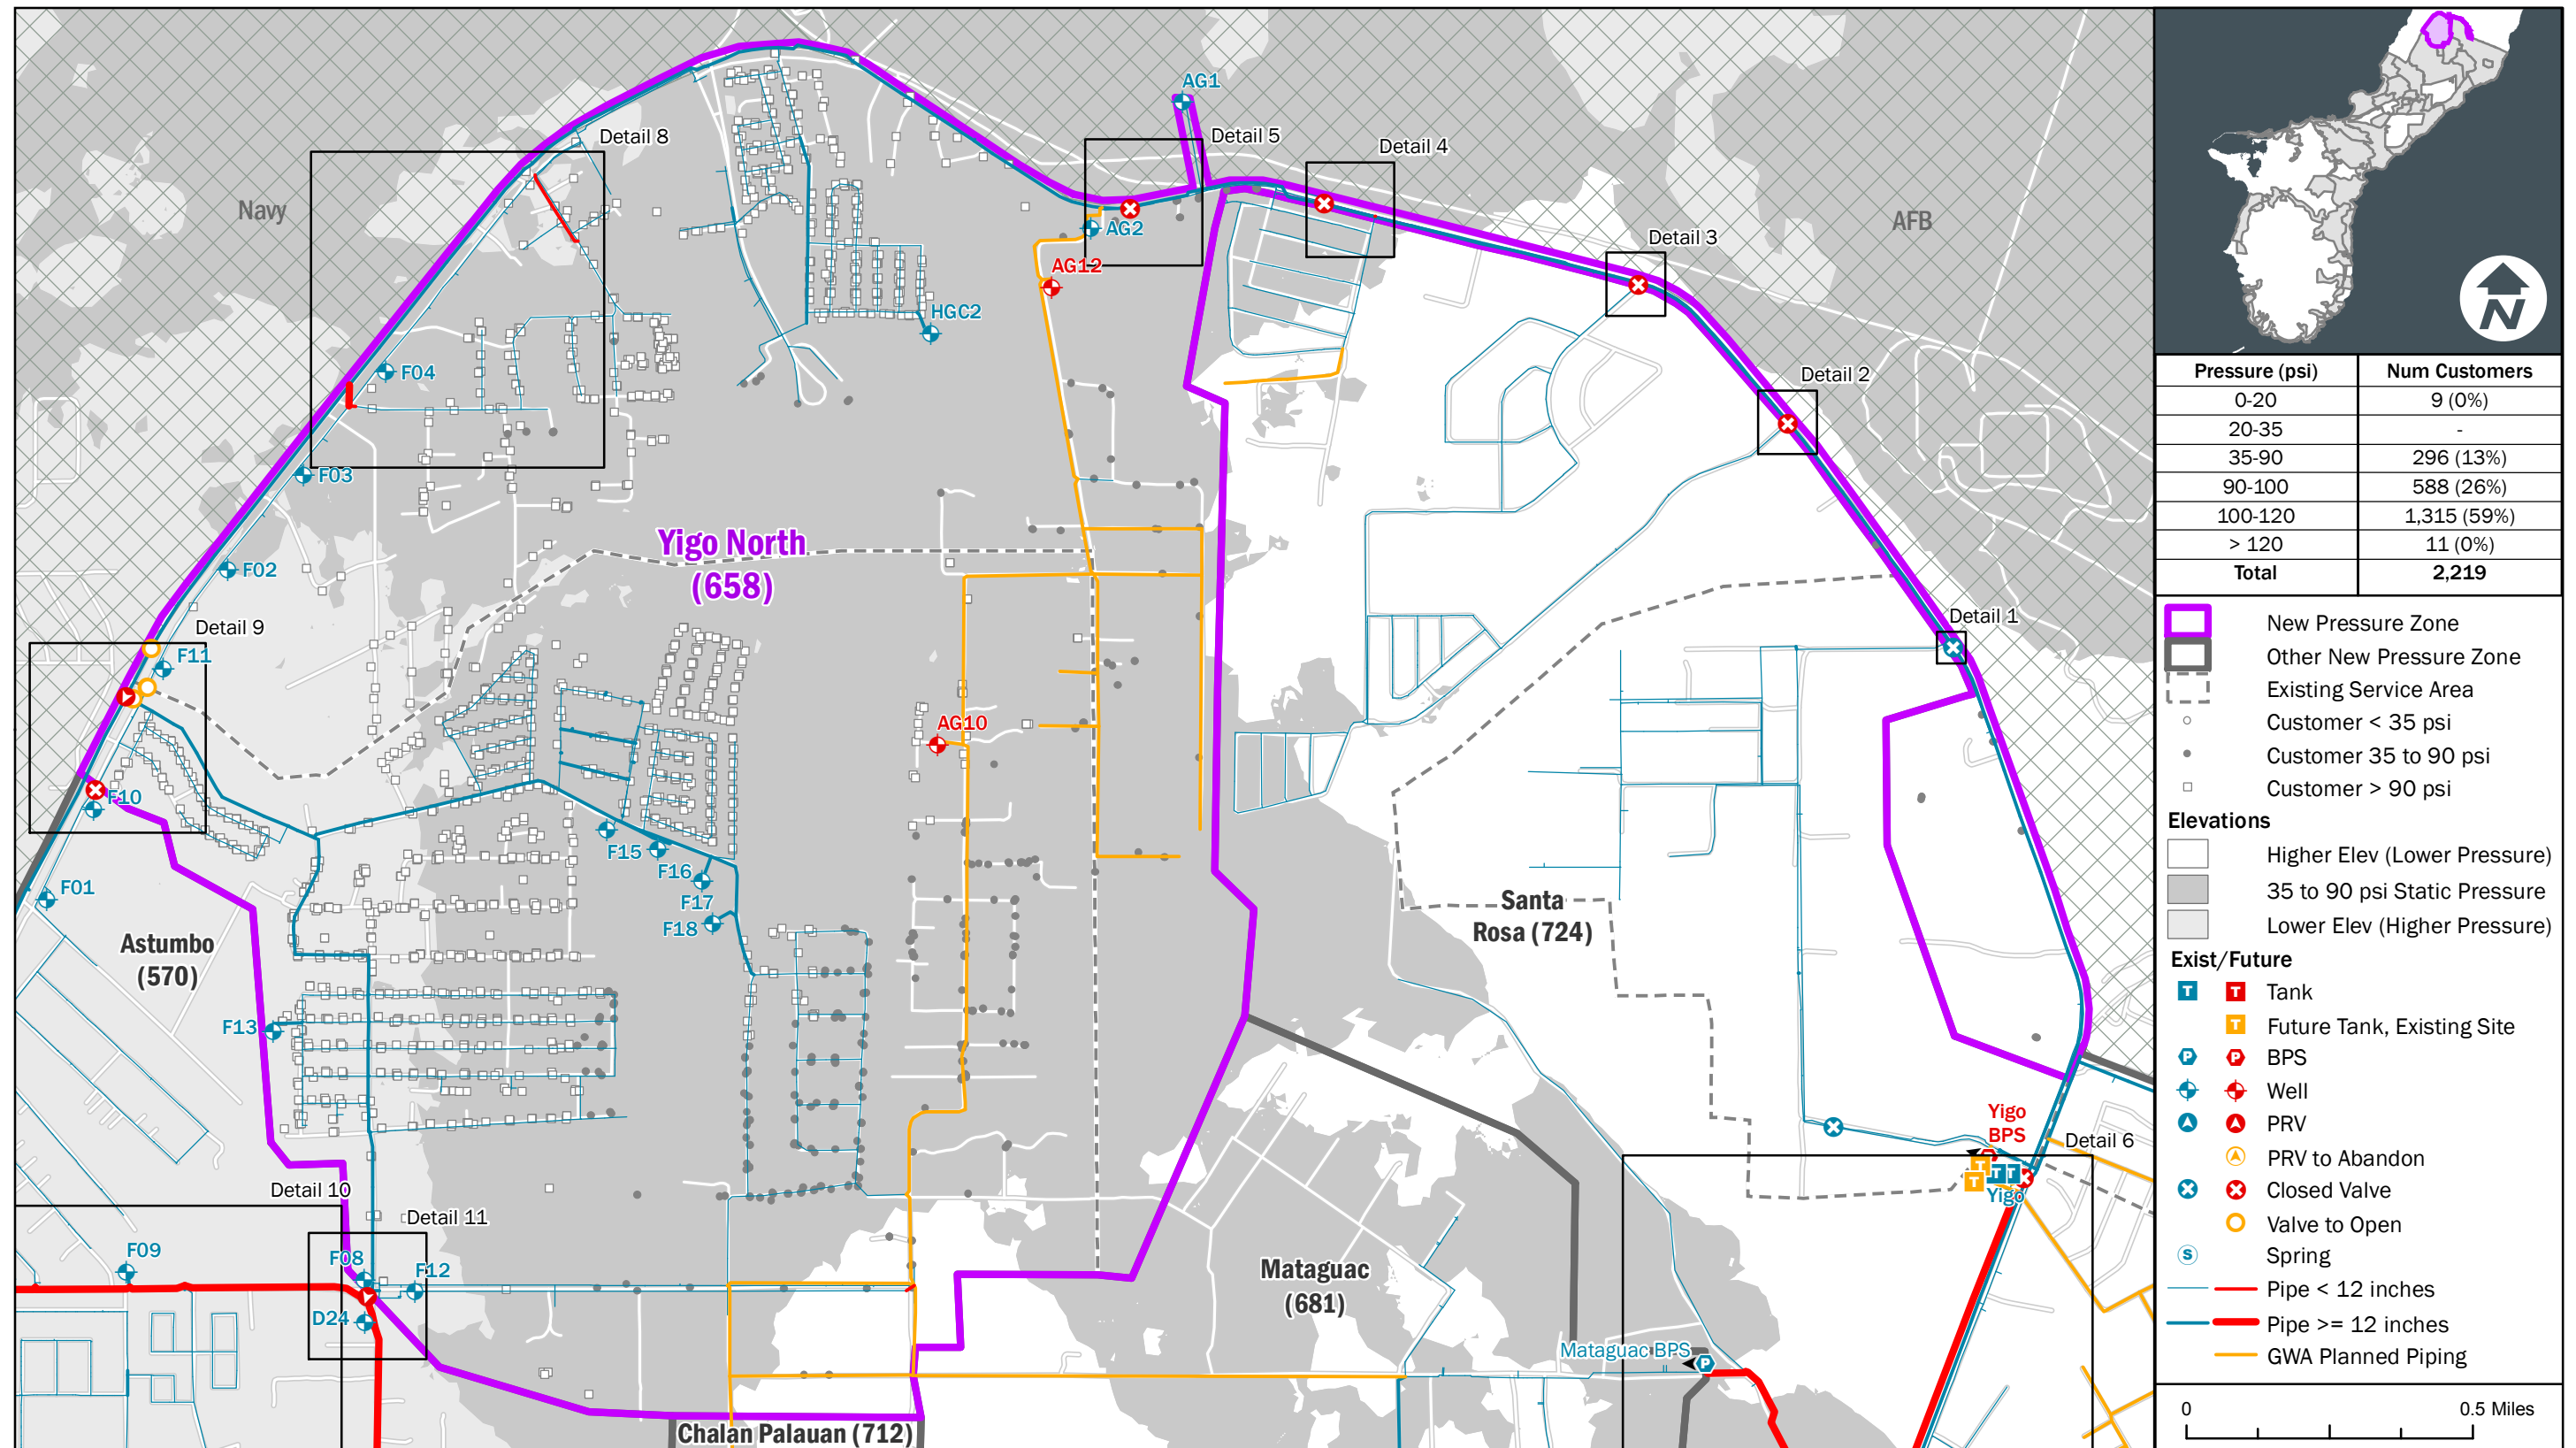 AG1
Detail 8
Detail 5
Detail 4
Navy
AG2
AFB
Detail 3
AG12
HGC2
F04
Detail 2
F03
Yigo North
(658)
F02
Detail 9
Detail 1
F11
AG10
F10
F15
F16
F01
F17
F18
Santa
Rosa (724)
Astumbo
(570)
F13
Yigo
BPS
Detail 6
T
T
T
T
Yigo
Detail 10
Detail 11
F09
F08
F12
D24
Mataguac
(681)
Mataguac BPS
P
Chalan Palauan (712)
N
Pressure (psi) Num Customers
0-20 9 (0%)
20-35 -
35-90 296 (13%)
90-100 588 (26%)
100-120 1,315 (59%)
> 120 11 (0%)
Total 2,219
New Pressure Zone
Other New Pressure Zone
Existing Service Area
Customer < 35 psi
Customer 35 to 90 psi
Customer > 90 psi
Elevations
Higher Elev (Lower Pressure)
35 to 90 psi Static Pressure
Lower Elev (Higher Pressure)
Exist/Future
T T Tank
T Future Tank, Existing Site
P P BPS
Well
PRV
PRV to Abandon
Closed Valve
Valve to Open
S Spring
Pipe < 12 inches
Pipe >= 12 inches
GWA Planned Piping
0 0.5 Miles